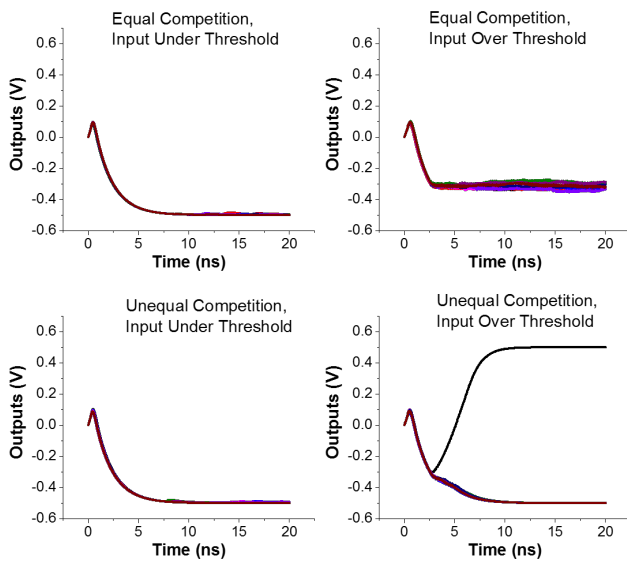 Equal Competition,
Input Under Threshold
0.6
0.4
0.2
0.0
-0.2
-0.4
-0.6
Outputs (V)
0 5 10 15 20
Time (ns)
Equal Competition,
Input Over Threshold
0.6
0.4
0.2
0.0
-0.2
-0.4
-0.6
Outputs (V)
0 5 10 15 20
Time (ns)
Unequal Competition,
Input Under Threshold
0.6
0.4
0.2
0.0
-0.2
-0.4
-0.6
Outputs (V)
0 5 10 15 20
Time (ns)
Unequal Competition,
Input Over Threshold
0.6
0.4
0.2
0.0
-0.2
-0.4
-0.6
Outputs (V)
0 5 10 15 20
Time (ns)